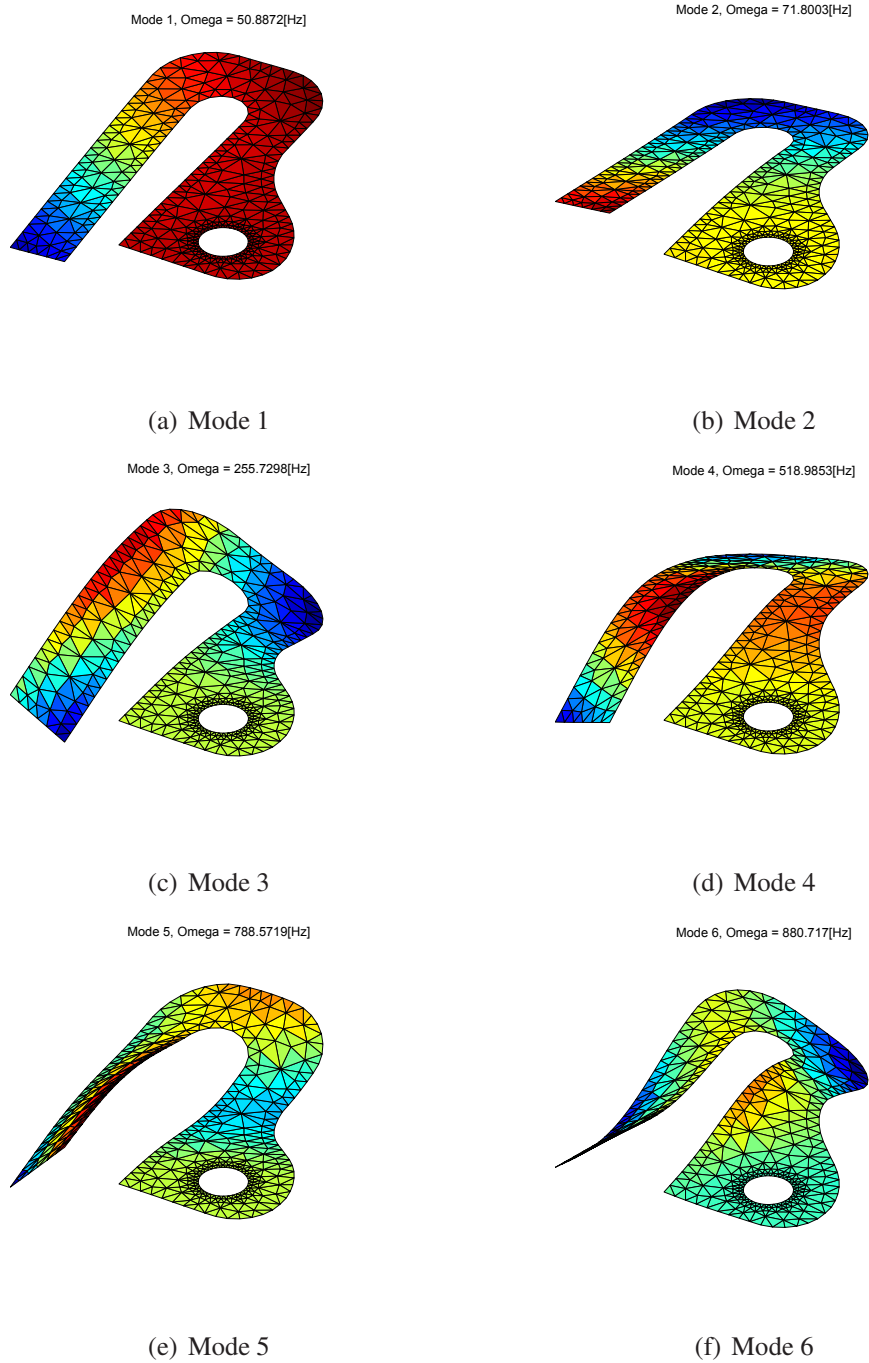 Mode 1, Omega = 50.8872[Hz]
Mode 2, Omega = 71.8003[Hz]
(a) Mode 1
(b) Mode 2
Mode 3, Omega = 255.7298[Hz]
Mode 4, Omega = 518.9853[Hz]
(c) Mode 3
(d) Mode 4
Mode 5, Omega = 788.5719[Hz]
Mode 6, Omega = 880.717[Hz]
(e) Mode 5
(f) Mode 6